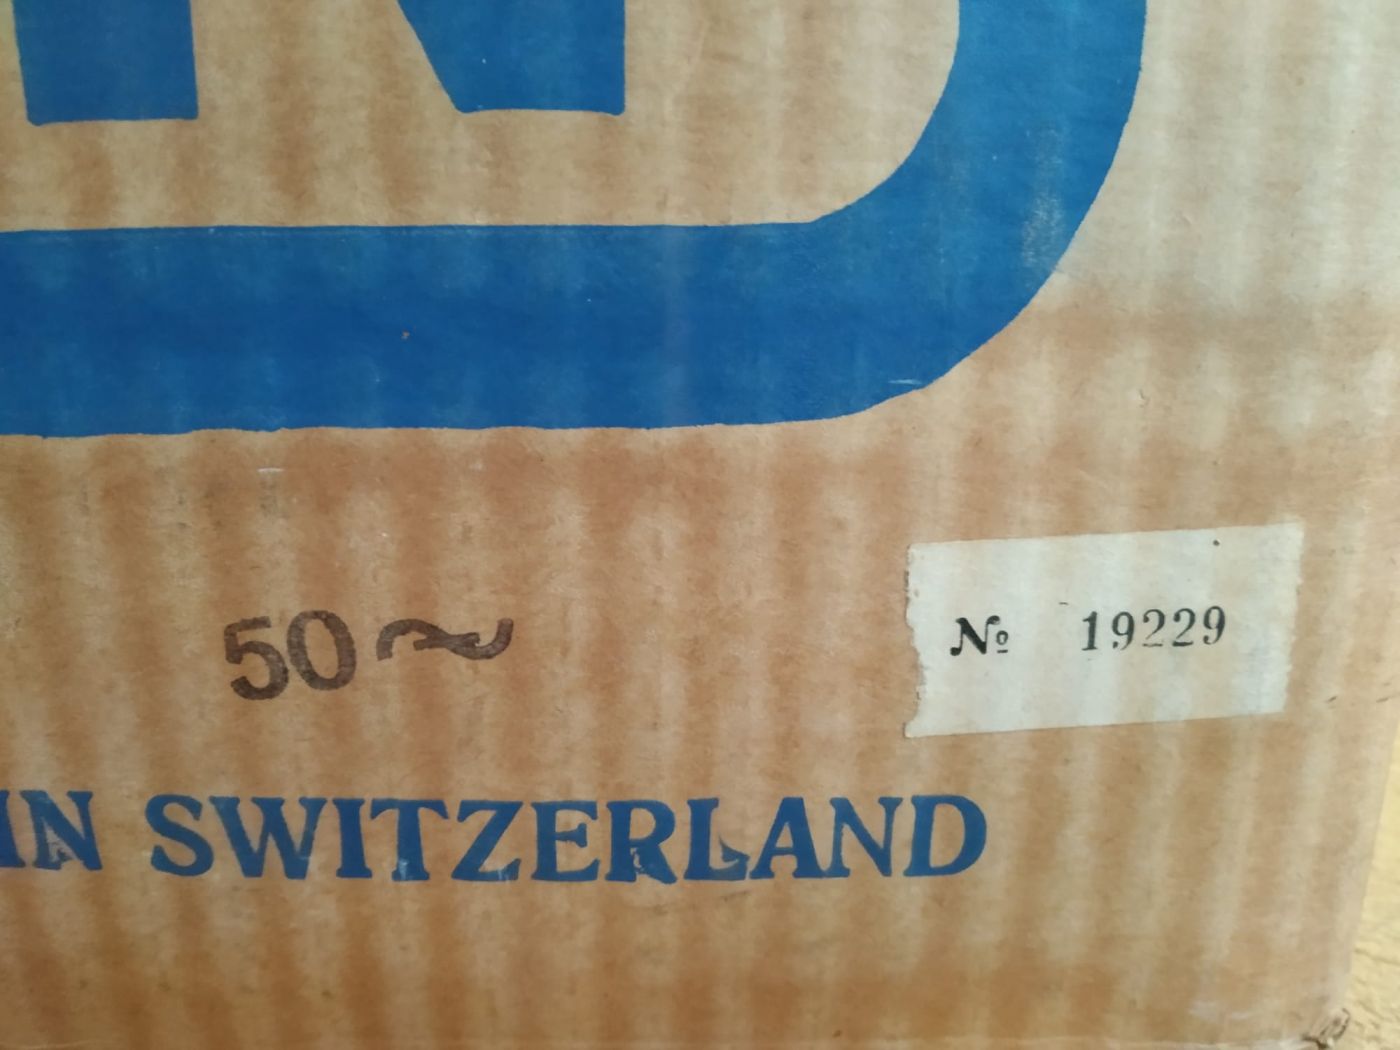 50~
№ 19229
IN SWITZERLAND